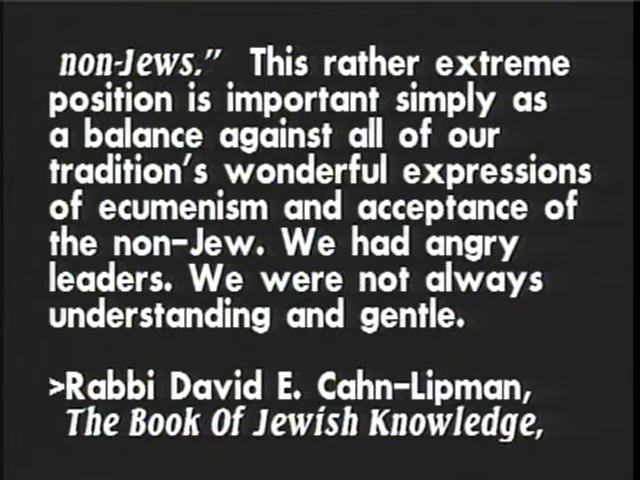 non-Jews." This rather extreme
position is important simply as
a balance against all of our
tradition's wonderful expressions
of ecumenism and acceptance of
the non-Jew. We had angry
leaders. We were not always
understanding and gentle.
>Rabbi David E. Cahn-Lipman,
The Book Of Jewish Knowledge,